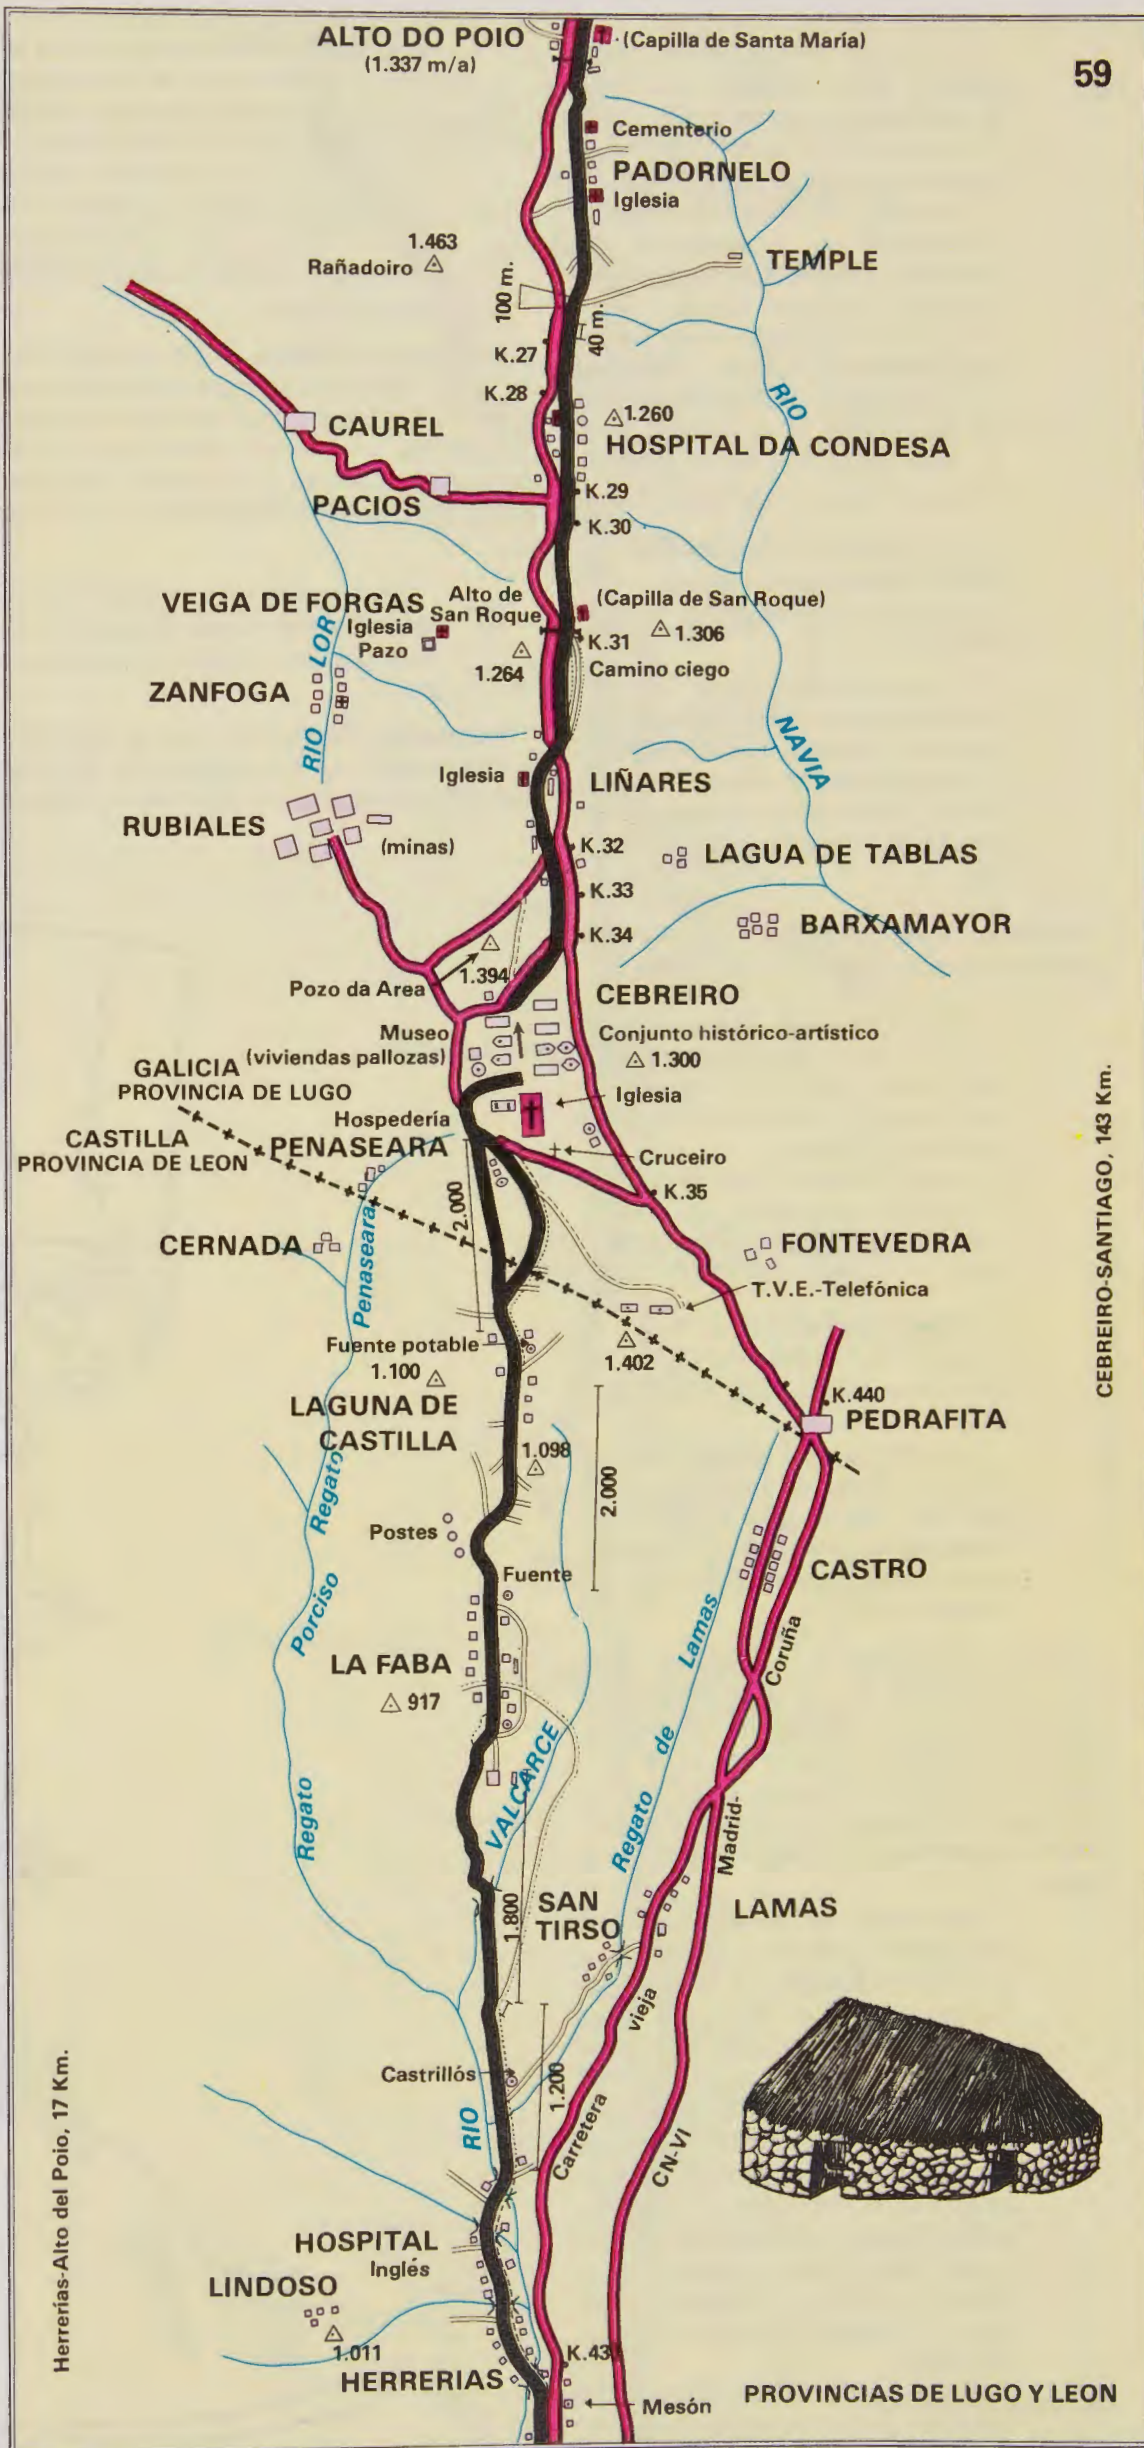 59
ALTO DO POIO
(1.337 m/a)
(Capilla de Santa María)
Cementerio
PADORNELO
Iglesia
1.463
Rañadoiro
TEMPLE
100 m.
40 m.
K.27
K.28
RIO
CAUREL
1.260
HOSPITAL DA CONDESA
PACIOS
K.29
K.30
VEIGA DE FORGAS
Alto de
San Roque
(Capilla de San Roque)
Iglesia
Pazo
K.31
1.306
1.264
Camino ciego
RIO LOR
ZANFOGA
NAVIA
Iglesia
LIÑARES
RUBIALES
(minas)
K.32
LAGUA DE TABLAS
K.33
BARXAMAYOR
K.34
1.394
Pozo da Area
CEBREIRO
Museo
(viviendas pallozas)
Conjunto histórico-artístico
1.300
GALICIA
PROVINCIA DE LUGO
Iglesia
Hospedería
CASTILLA
PROVINCIA DE LEON
PENASEARA
Cruceiro
K.35
2.000
Penaseara
CERNADA
FONTEVEDRA
T.V.E.-Telefónica
Fuente potable
1.100
1.402
LAGUNA DE
CASTILLA
K.440
PEDRAFITA
1.098
2.000
Regato
Postes
CASTRO
Fuente
Porciso
Lamas
Coruña
LA FABA
917
de
VALCARCE
Regato
Regato
Madrid-
1.800
SAN
TIRSO
LAMAS
vieja
Castrillós
1.200
RIO
Carretera
CN-VI
HOSPITAL
Inglés
LINDOSO
1.011
HERRERIAS
K.43
Mesón
PROVINCIAS DE LUGO Y LEON
CEBREIRO-SANTIAGO, 143 Km.
Herrerías-Alto del Poio, 17 Km.